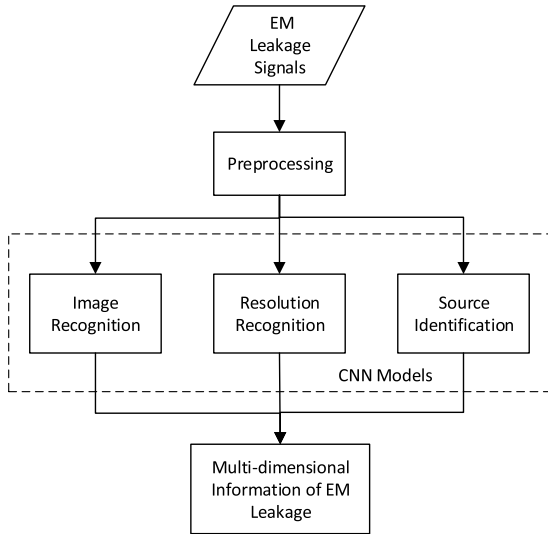 EM
Leakage
Signals
Preprocessing
Image
Recognition
Resolution
Recognition
Source
Identification
CNN Models
Multi-dimensional
Information of EM
Leakage